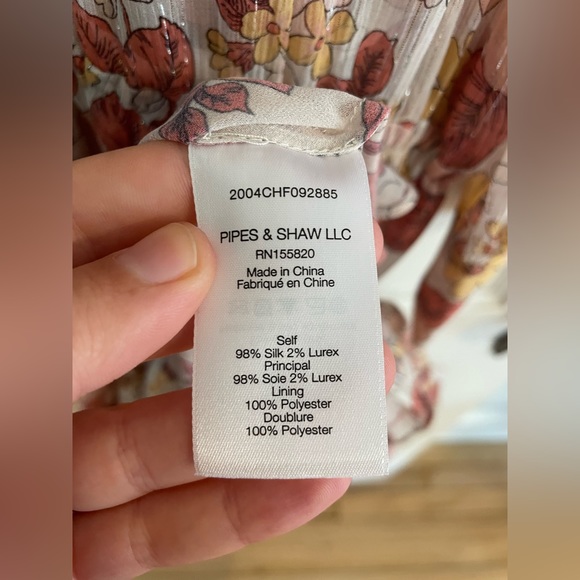 2004CHF092885
PIPES & SHAW LLC
RN155820
Made in China
Fabriqué en Chine
Self
98% Silk 2% Lurex
Principal
98% Soie 2% Lurex
Lining
100% Polyester
Doublure
100% Polyester